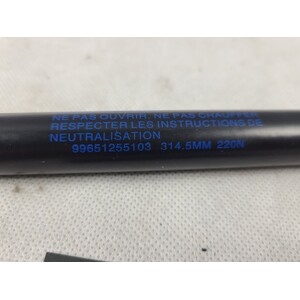 NE PAS OUVRIR, NE PAS CHAUFFER
RESPECTER LES INSTRUCTIONS DE
NEUTRALISATION
99651255103 314.5MM 220N